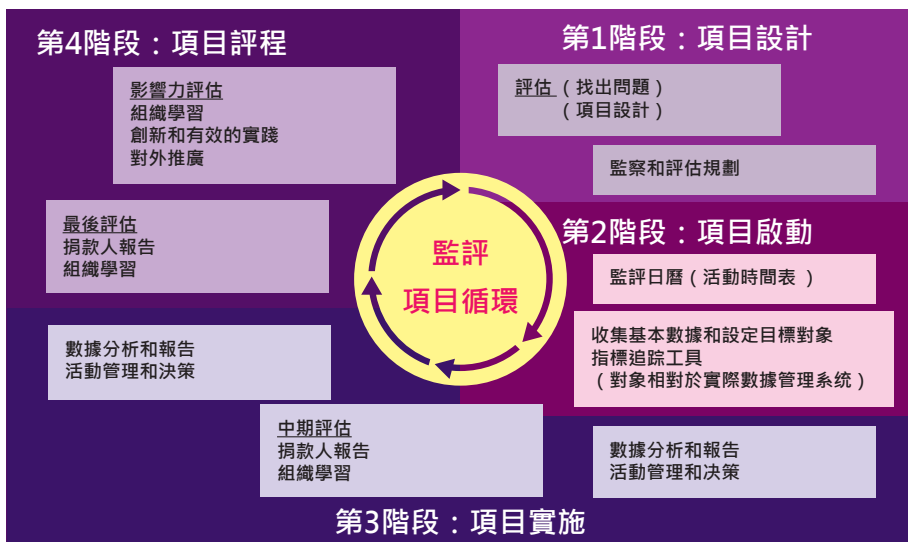 第4階段：項目評程
影響力評估
組織學習
創新和有效的實踐
對外推廣
最後評估
捐款人報告
組織學習
第1階段：項目設計
評估（找出問題）
（項目設計）
監察和評估規劃
監評
項目循環
第2階段：項目啟動
監評日曆（活動時間表）
收集基本數據和設定目標對象
指標追踪工具
（對象相對於實際數據管理系統）
數據分析和報告
活動管理和決策
中期評估
捐款人報告
組織學習
數據分析和報告
活動管理和决策
第3階段：項目實施